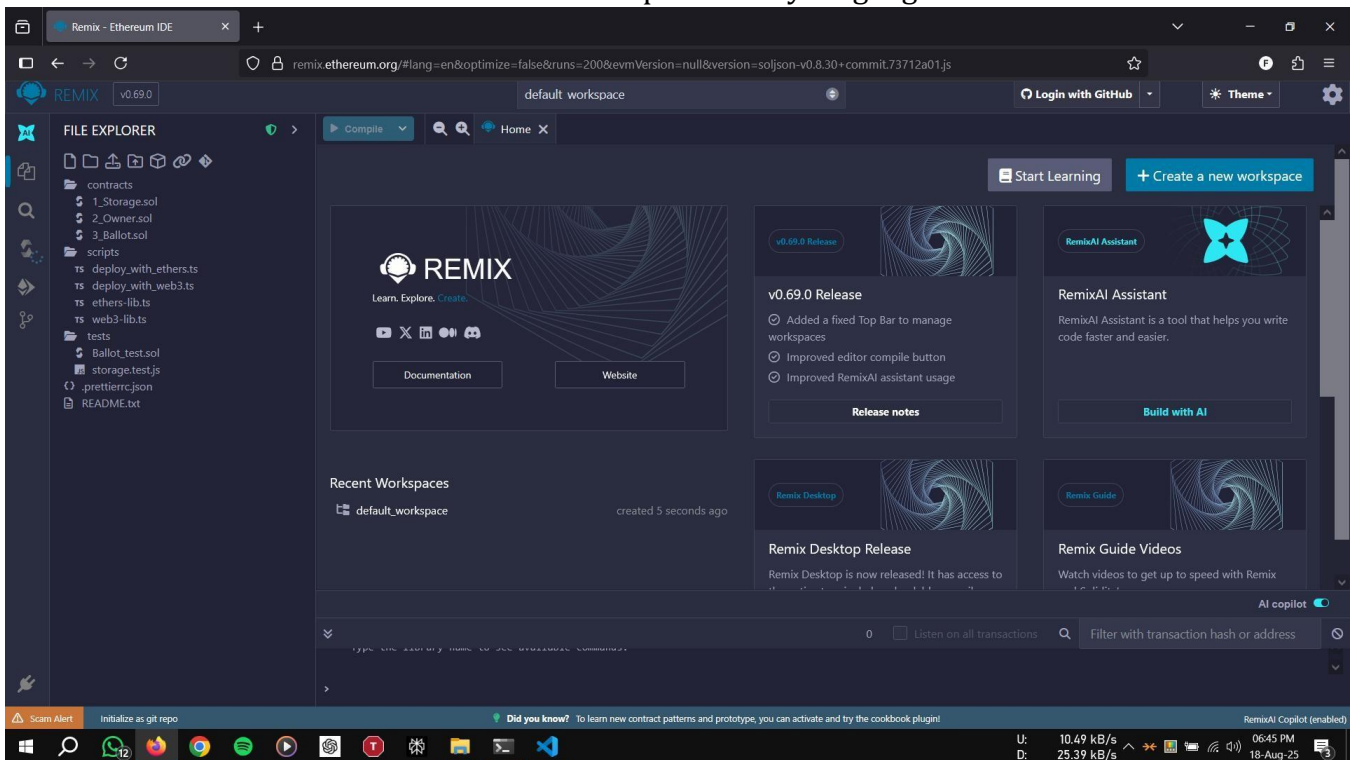 Remix - Ethereum IDE
remix.ethereum.org/#lang=en&optimize=false&runs=200&evmVersion=null&version=soljson-v0.8.30+commit.73712a01.js
REMIX v0.69.0
default workspace
Login with GitHub
Theme
FILE EXPLORER
contracts
1_Storage.sol
2_Owner.sol
3_Ballot.sol
scripts
TS deploy_with_ethers.ts
TS deploy_with_web3.ts
TS ethers-lib.ts
TS web3-lib.ts
tests
Ballot_test.sol
storage.test.js
.prettierrc.json
README.txt
Compile
Home
Start Learning
+ Create a new workspace
REMIX
Learn. Explore. Create.
Documentation
Website
v0.69.0 Release
v0.69.0 Release
Added a fixed Top Bar to manage
workspaces
Improved editor compile button
Improved RemixAI assistant usage
Release notes
RemixAI Assistant
RemixAI Assistant
RemixAI Assistant is a tool that helps you write
code faster and easier.
Build with AI
Recent Workspaces
default_workspace
created 5 seconds ago
Remix Desktop
Remix Desktop Release
Remix Desktop is now released! It has access to
Remix Guide
Remix Guide Videos
Watch videos to get up to speed with Remix
AI copilot
0
Listen on all transactions
Filter with transaction hash or address
>
Scam Alert
Initialize as git repo
Did you know? To learn new contract patterns and prototype, you can activate and try the cookbook plugin!
RemixAI Copilot (enabled)
U: 10.49 kB/s
D: 25.39 kB/s
06:45 PM
18-Aug-25